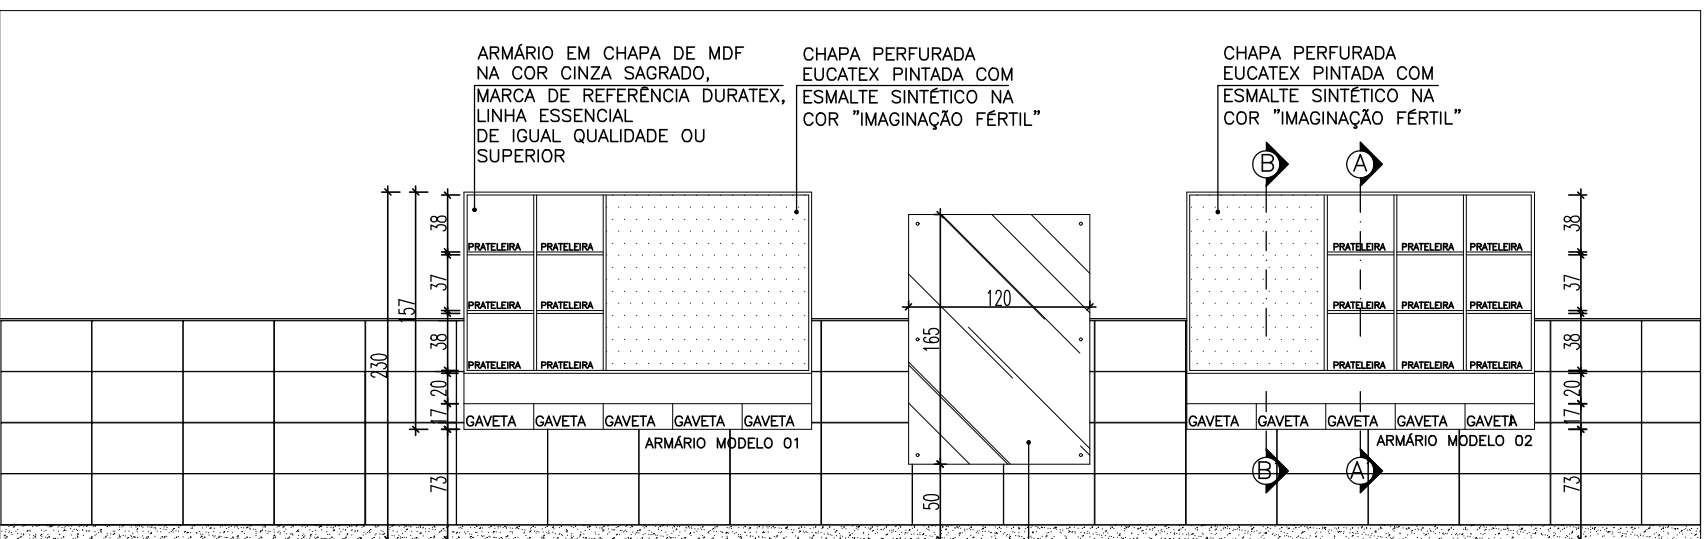 ARMÁRIO EM CHAPA DE MDF
NA COR CINZA SAGRADO,
MARCA DE REFERÊNCIA DURATEX,
LINHA ESSENCIAL
DE IGUAL QUALIDADE OU
SUPERIOR
CHAPA PERFURADA
EUCATEX PINTADA COM
ESMALTE SINTÉTICO NA
COR "IMAGINAÇÃO FÉRTIL"
CHAPA PERFURADA
EUCATEX PINTADA COM
ESMALTE SINTÉTICO NA
COR "IMAGINAÇÃO FÉRTIL"
B A
230
157
38
37
38
20
17
73
PRATELEIRA PRATELEIRA
PRATELEIRA PRATELEIRA
PRATELEIRA PRATELEIRA
GAVETA GAVETA GAVETA GAVETA GAVETA
ARMÁRIO MODELO 01
120
165
50
PRATELEIRA PRATELEIRA PRATELEIRA
PRATELEIRA PRATELEIRA PRATELEIRA
PRATELEIRA PRATELEIRA PRATELEIRA
GAVETA GAVETA GAVETA GAVETA GAVETA
ARMÁRIO MODELO 02
B A
38
37
38
20
17
73